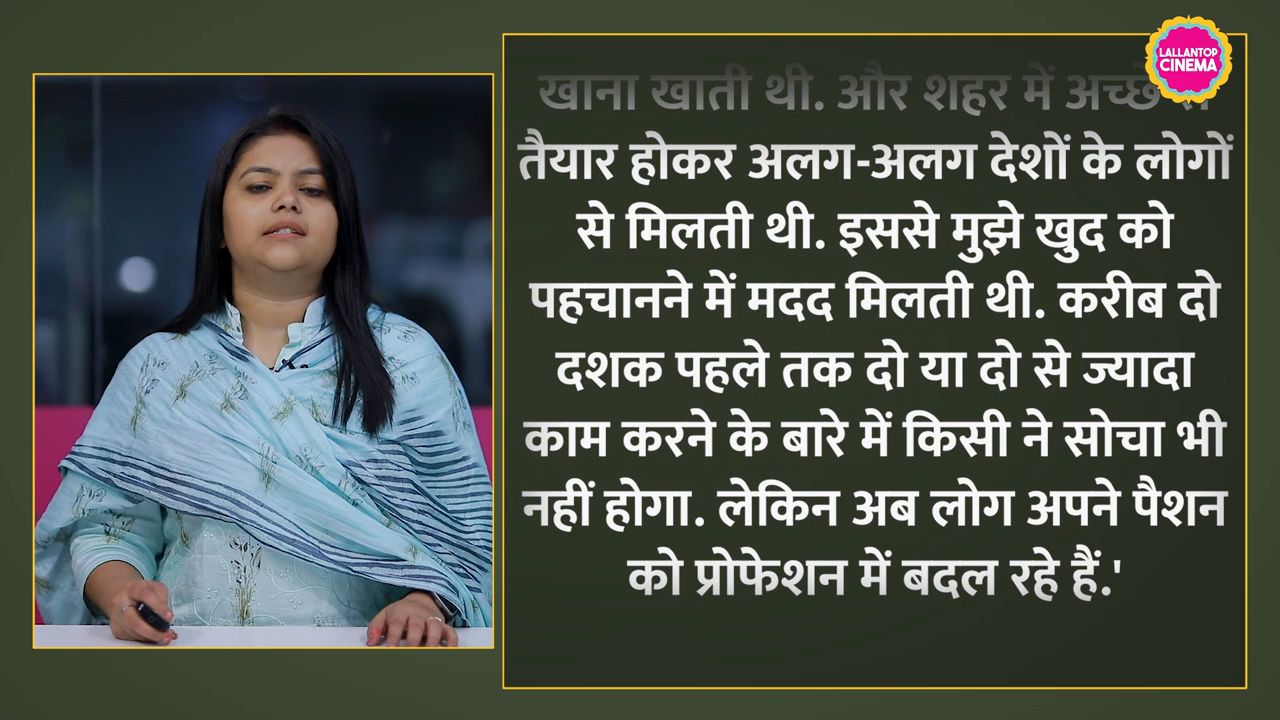 LALLANTOP
CINEMA
खाना खाती थी. और शहर में अच्छे से
तैयार होकर अलग-अलग देशों के लोगों
से मिलती थी. इससे मुझे खुद को
पहचानने में मदद मिलती थी. करीब दो
दशक पहले तक दो या दो से ज्यादा
काम करने के बारे में किसी ने सोचा भी
नहीं होगा. लेकिन अब लोग अपने पैशन
को प्रोफेशन में बदल रहे हैं.'